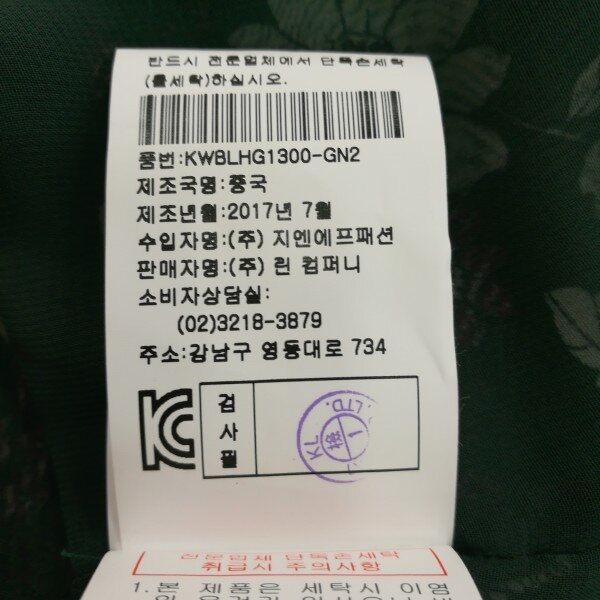 반드시 전문업체에서 단독손세탁
(물세탁)하십시오.
품번:KWBLHG1300-GN2
제조국명:중국
제조년월:2017년 7월
수입자명:(주) 지엔에프패션
판매자명:(주) 린 컴퍼니
소비자상담실:
(02)3218-3879
주소:강남구 영동대로 734
검사필
KL LTD.
檢 1
전문업체 단독손세탁
취급시 주의사항
1.본 제품은 세탁시 이염